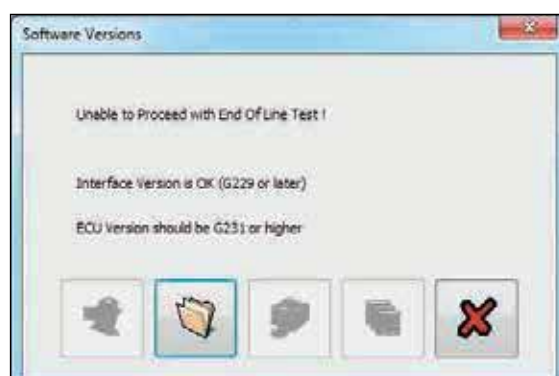 Software Versions
Unable to Proceed with End Of Line Test !
Interface Version is OK (G229 or later)
ECU Version should be G231 or higher